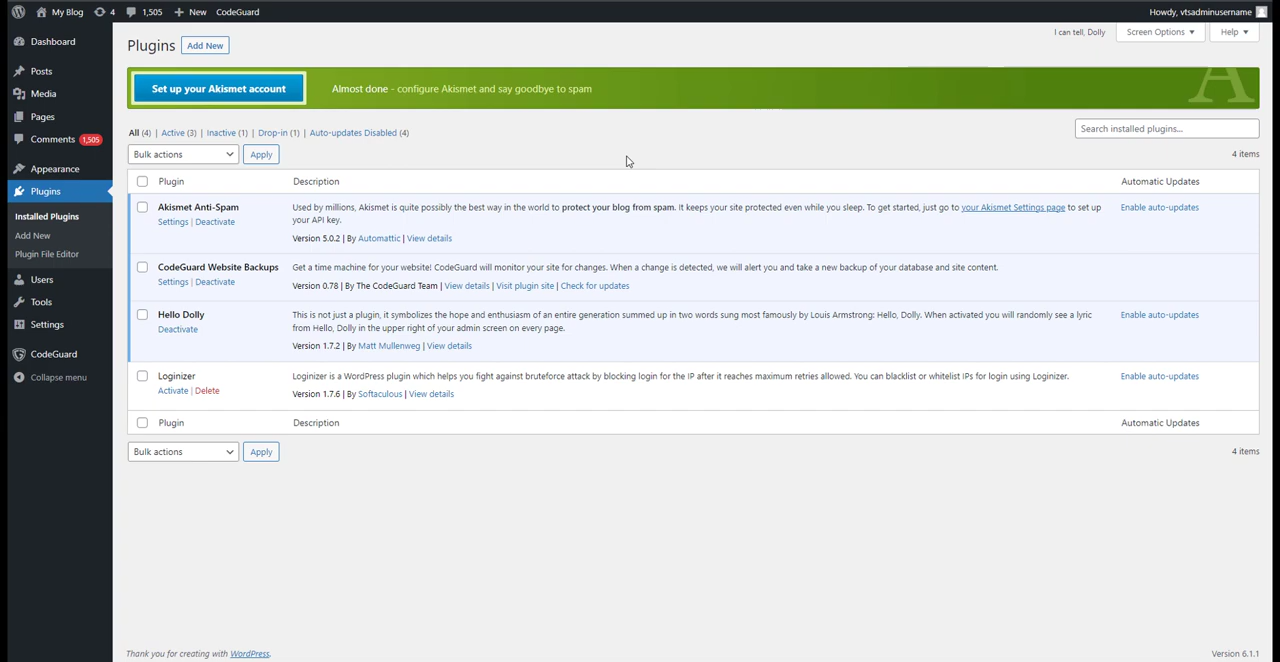 My Blog 4 1,505 New CodeGuard Howdy, vtsadminusername
Dashboard
Posts
Media
Pages
Comments 1,505
Appearance
Plugins
Installed Plugins
Add New
Plugin File Editor
Users
Tools
Settings
CodeGuard
Collapse menu
I can tell, Dolly Screen Options ▼ Help ▼
Plugins Add New
Set up your Akismet account Almost done - configure Akismet and say goodbye to spam
A
All (4) | Active (3) | Inactive (1) | Drop-in (1) | Auto-updates Disabled (4)
Search installed plugins...
Bulk actions Apply 4 items
Plugin Description Automatic Updates
Akismet Anti-Spam Used by millions, Akismet is quite possibly the best way in the world to protect your blog from spam. It keeps your site protected even while you sleep. To get started, just go to your Akismet Settings page to set up Enable auto-updates
Settings | Deactivate your API key.
Version 5.0.2 | By Automattic | View details
CodeGuard Website Backups Get a time machine for your website! CodeGuard will monitor your site for changes. When a change is detected, we will alert you and take a new backup of your database and site content.
Settings | Deactivate Version 0.78 | By The CodeGuard Team | View details | Visit plugin site | Check for updates
Hello Dolly This is not just a plugin, it symbolizes the hope and enthusiasm of an entire generation summed up in two words sung most famously by Louis Armstrong: Hello, Dolly. When activated you will randomly see a lyric Enable auto-updates
Deactivate from Hello, Dolly in the upper right of your admin screen on every page.
Version 1.7.2 | By Matt Mullenweg | View details
Loginizer Loginizer is a WordPress plugin which helps you fight against bruteforce attack by blocking login for the IP after it reaches maximum retries allowed. You can blacklist or whitelist IPs for login using Loginizer. Enable auto-updates
Activate | Delete Version 1.7.6 | By Softaculous | View details
Plugin Description Automatic Updates
Bulk actions Apply 4 items
Thank you for creating with WordPress. Version 6.1.1